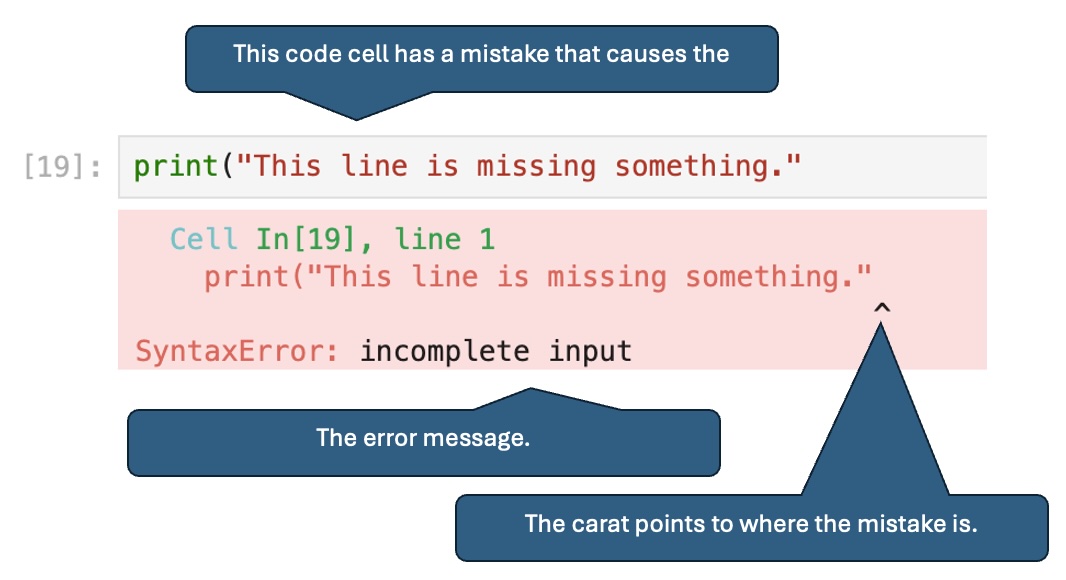 This code cell has a mistake that causes the
[19]: print("This line is missing something."
Cell In[19], line 1
print("This line is missing something."
^
SyntaxError: incomplete input
The error message.
The carat points to where the mistake is.